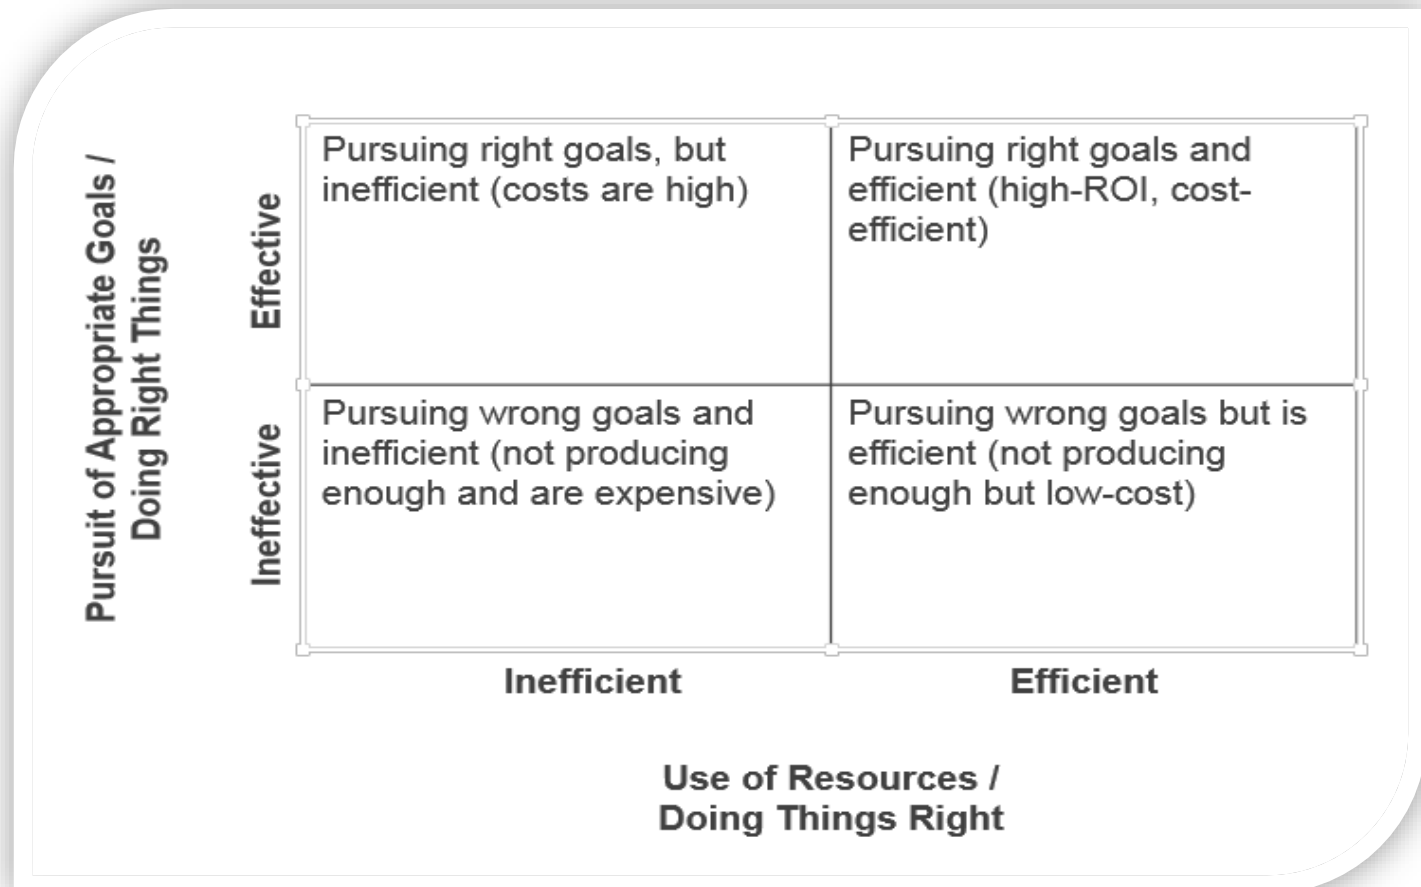 Pursuit of Appropriate Goals /
Doing Right Things
Effective
Pursuing right goals, but
inefficient (costs are high)
Pursuing right goals and
efficient (high-ROI, cost-
efficient)
Ineffective
Pursuing wrong goals and
inefficient (not producing
enough and are expensive)
Pursuing wrong goals but is
efficient (not producing
enough but low-cost)
Inefficient
Efficient
Use of Resources /
Doing Things Right